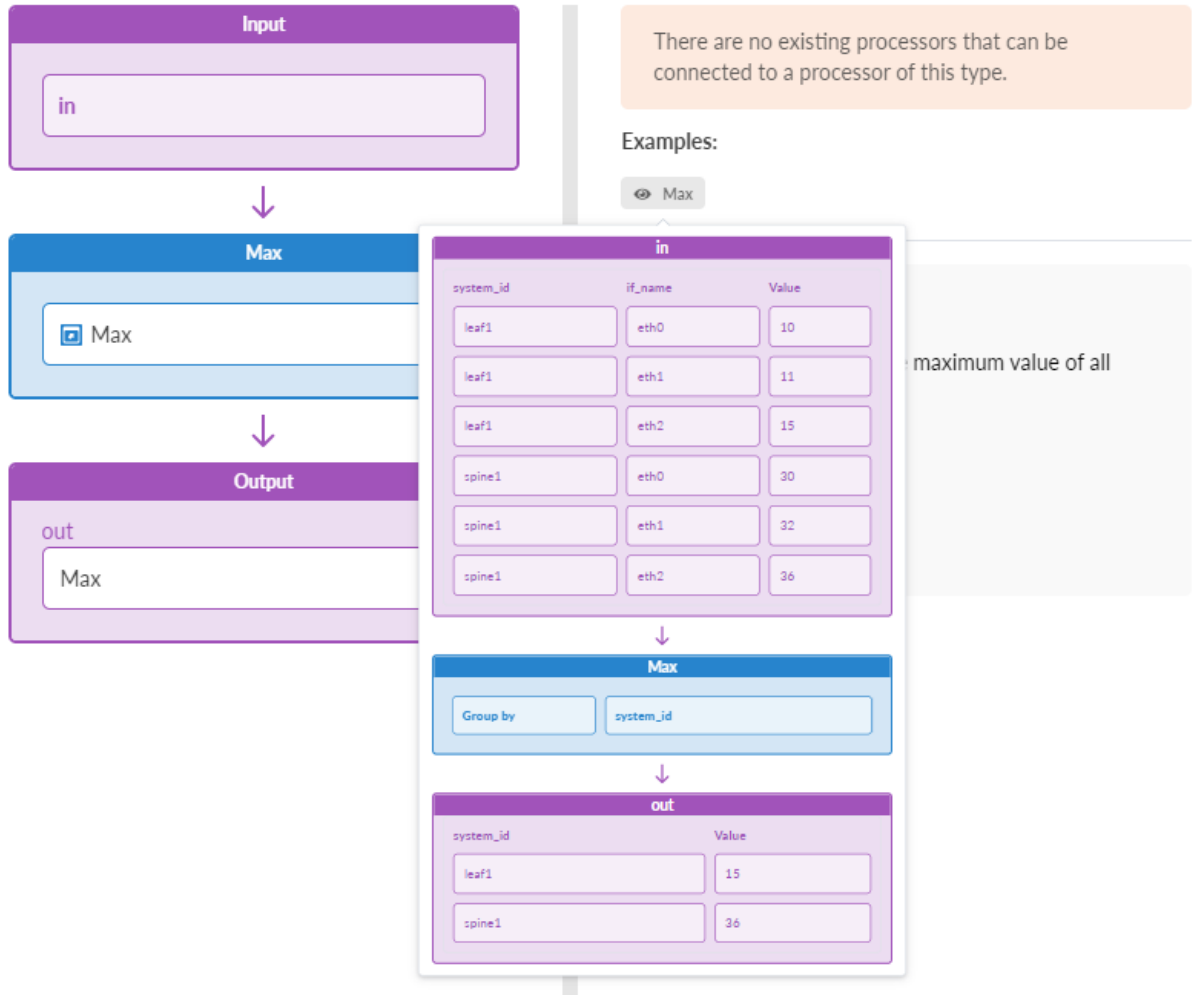 Input
in
Max
Max
Output
out
Max
There are no existing processors that can be
connected to a processor of this type.
Examples:
Max
in
system_id if_name Value
leaf1 eth0 10
leaf1 eth1 11
leaf1 eth2 15
spine1 eth0 30
spine1 eth1 32
spine1 eth2 36
Max
Group by system_id
out
system_id Value
leaf1 15
spine1 36
maximum value of all